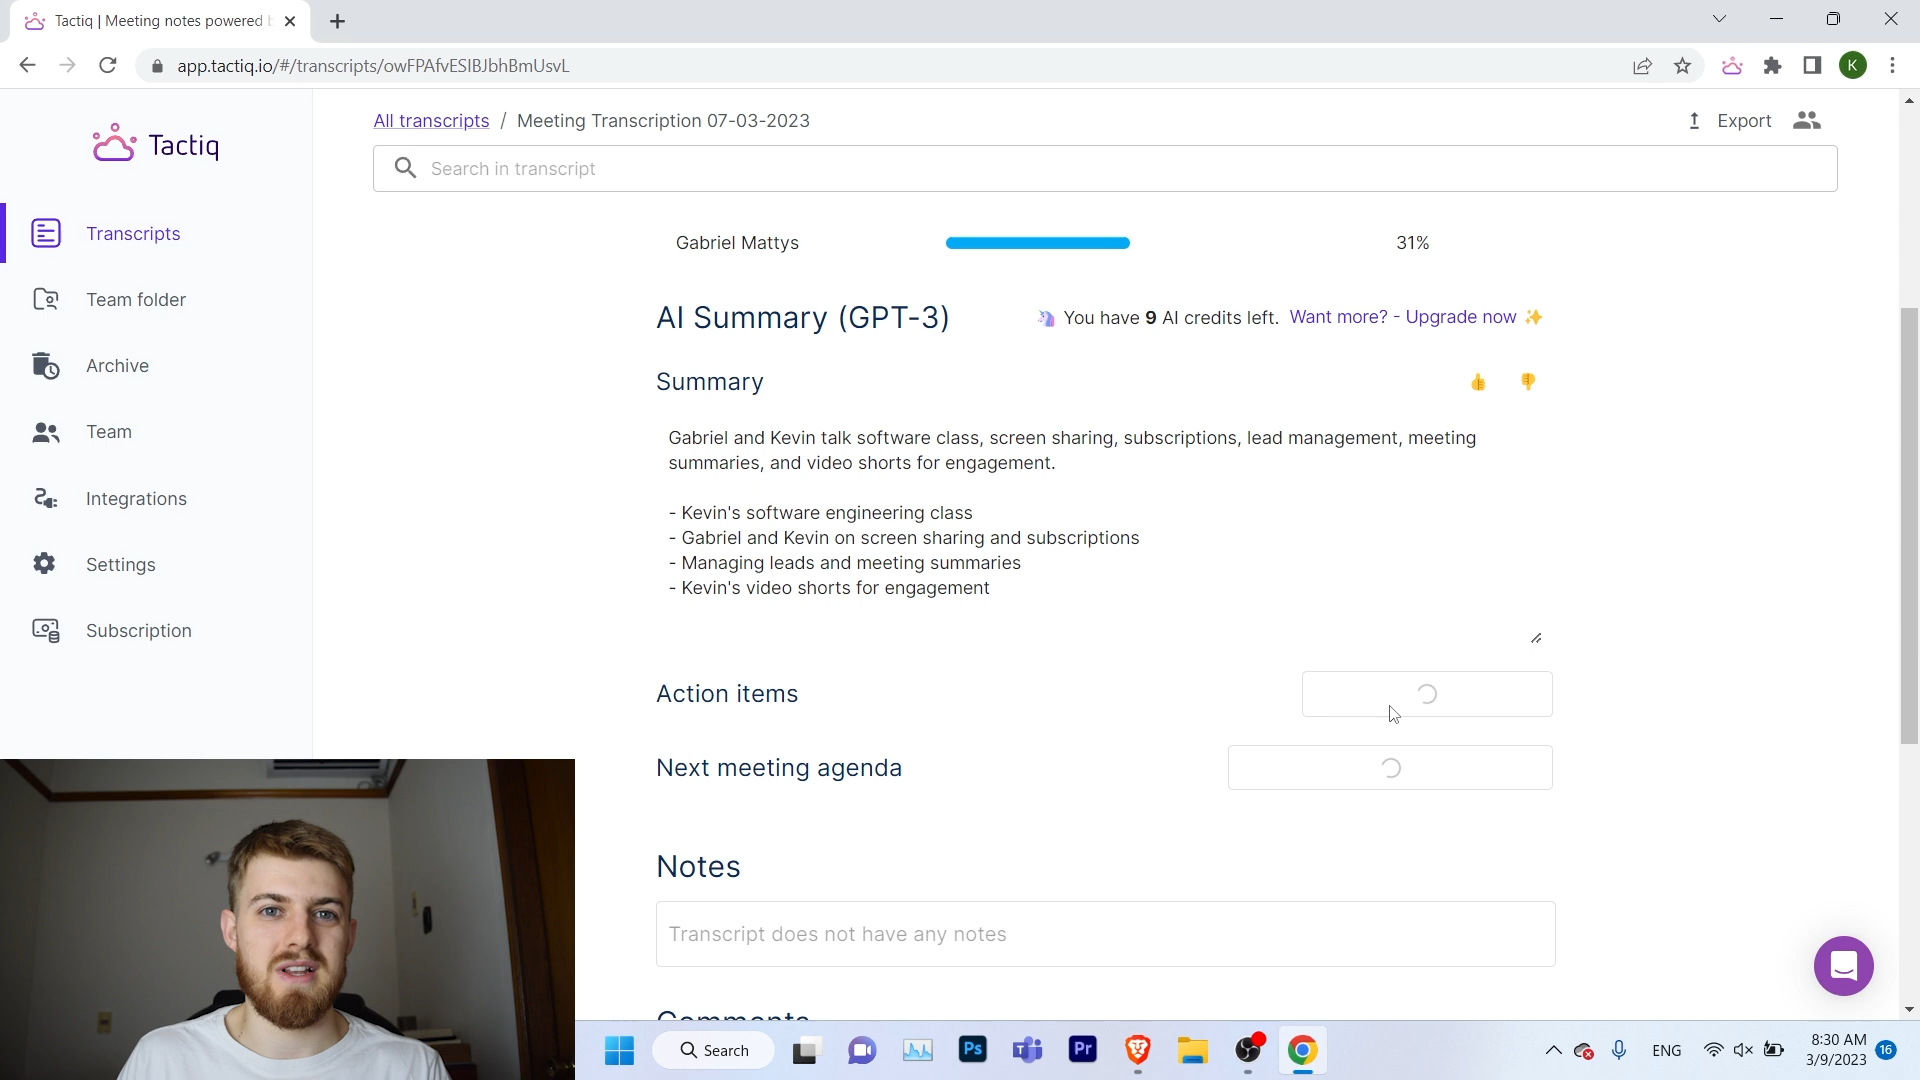 Tactiq | Meeting notes powered
app.tactiq.io/#/transcripts/owFPAfvESIBJbhBmUsvL
K
Tactiq
Transcripts
Team folder
Archive
Team
Integrations
Settings
Subscription
All transcripts / Meeting Transcription 07-03-2023
Export
Search in transcript
Gabriel Mattys 31%
AI Summary (GPT-3)
You have 9 AI credits left. Want more? - Upgrade now
Summary
Gabriel and Kevin talk software class, screen sharing, subscriptions, lead management, meeting
summaries, and video shorts for engagement.
- Kevin's software engineering class
- Gabriel and Kevin on screen sharing and subscriptions
- Managing leads and meeting summaries
- Kevin's video shorts for engagement
Action items
Next meeting agenda
Notes
Transcript does not have any notes
Comments
Search
Ps
Pr
ENG
8:30 AM
3/9/2023
16